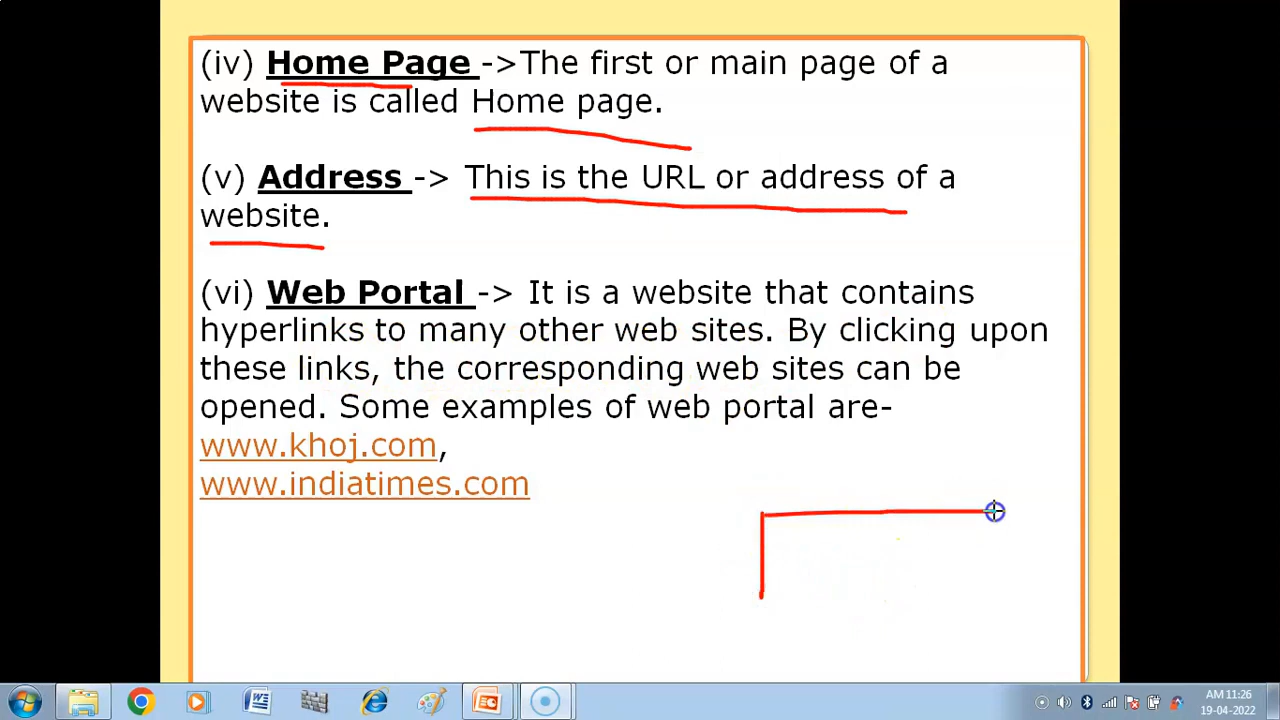 (iv) Home Page ->The first or main page of a
website is called Home page.
(v) Address -> This is the URL or address of a
website.
(vi) Web Portal -> It is a website that contains
hyperlinks to many other web sites. By clicking upon
these links, the corresponding web sites can be
opened. Some examples of web portal are-
www.khoj.com,
www.indiatimes.com
AM 11:26
19-04-2022